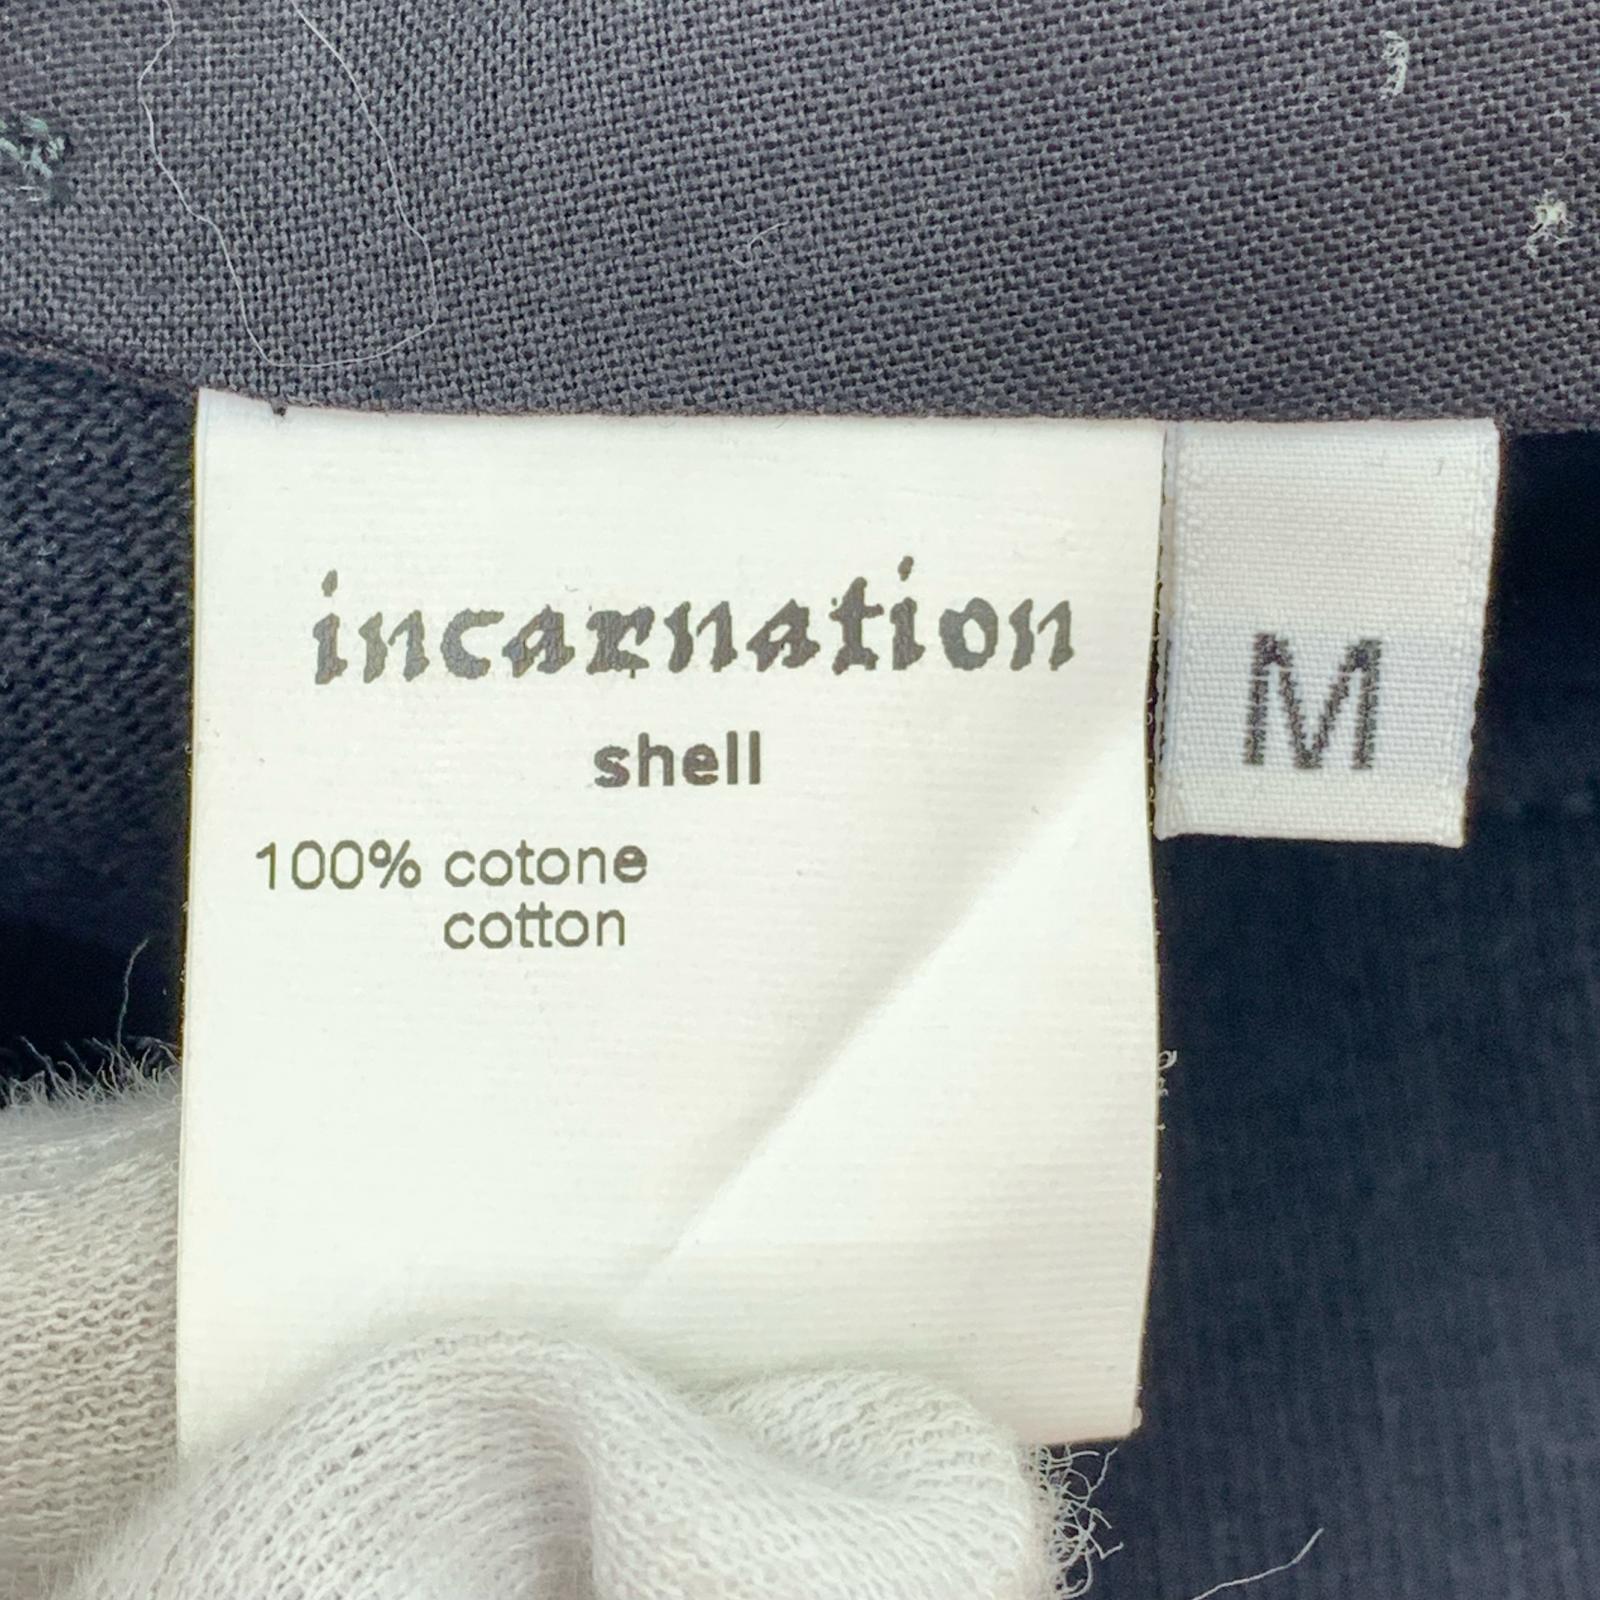 incarnation
shell
100% cotone
cotton
M